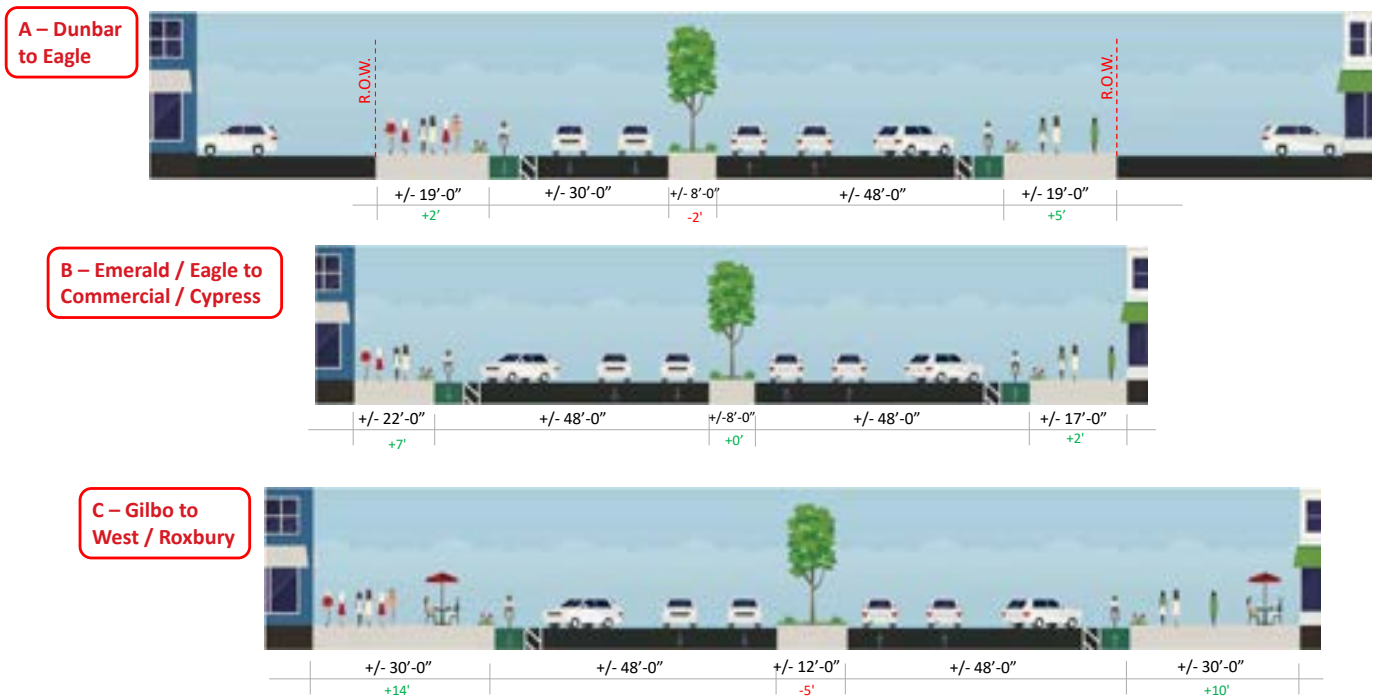 A – Dunbar
to Eagle
R.O.W.
R.O.W.
+/- 19’-0” +/- 30’-0” +/- 8’-0” +/- 48’-0” +/- 19’-0”
+2’ -2' +5’
B – Emerald / Eagle to
Commercial / Cypress
+/- 22’-0” +/- 48’-0” +/-8’-0” +/- 48’-0” +/- 17’-0”
+7' +0’ +2'
C – Gilbo to
West / Roxbury
+/- 30’-0” +/- 48’-0” +/- 12’-0” +/- 48’-0” +/- 30’-0”
+14' -5' +10'